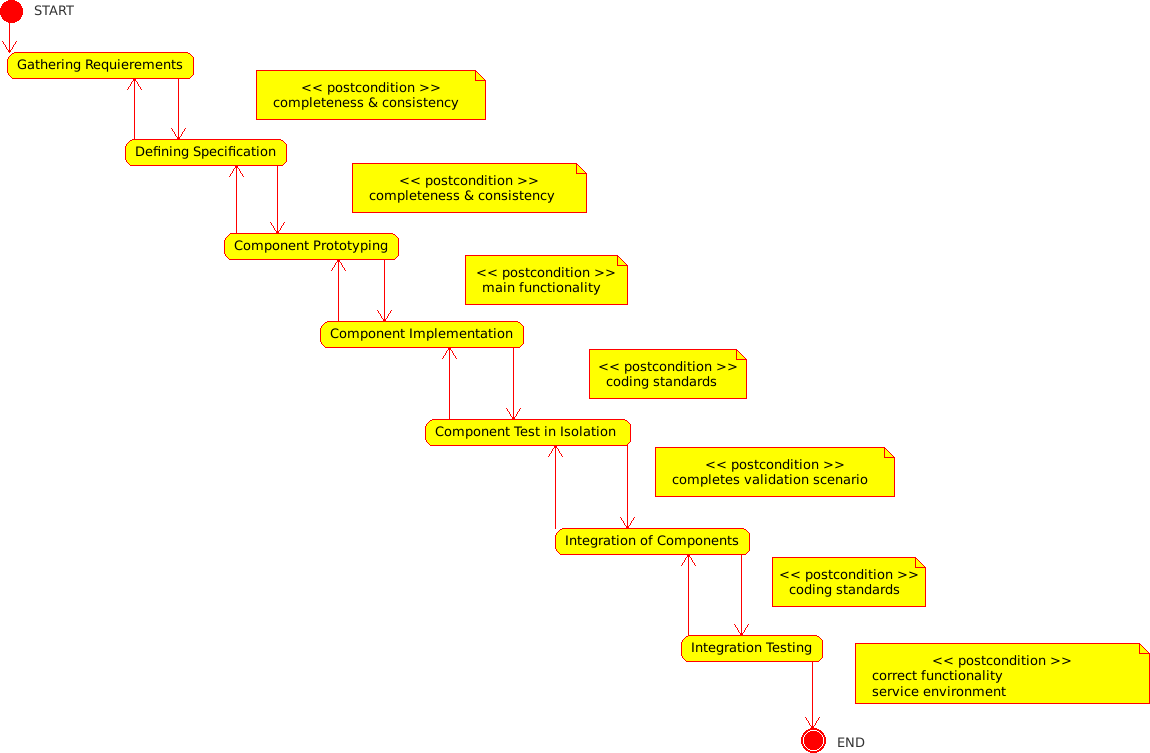 START
Gathering Requierements
<< postcondition >>
completeness & consistency
Defining Specification
<< postcondition >>
completeness & consistency
Component Prototyping
<< postcondition >>
main functionality
Component Implementation
<< postcondition >>
coding standards
Component Test in Isolation
<< postcondition >>
completes validation scenario
Integration of Components
<< postcondition >>
coding standards
Integration Testing
<< postcondition >>
correct functionality
service environment
END